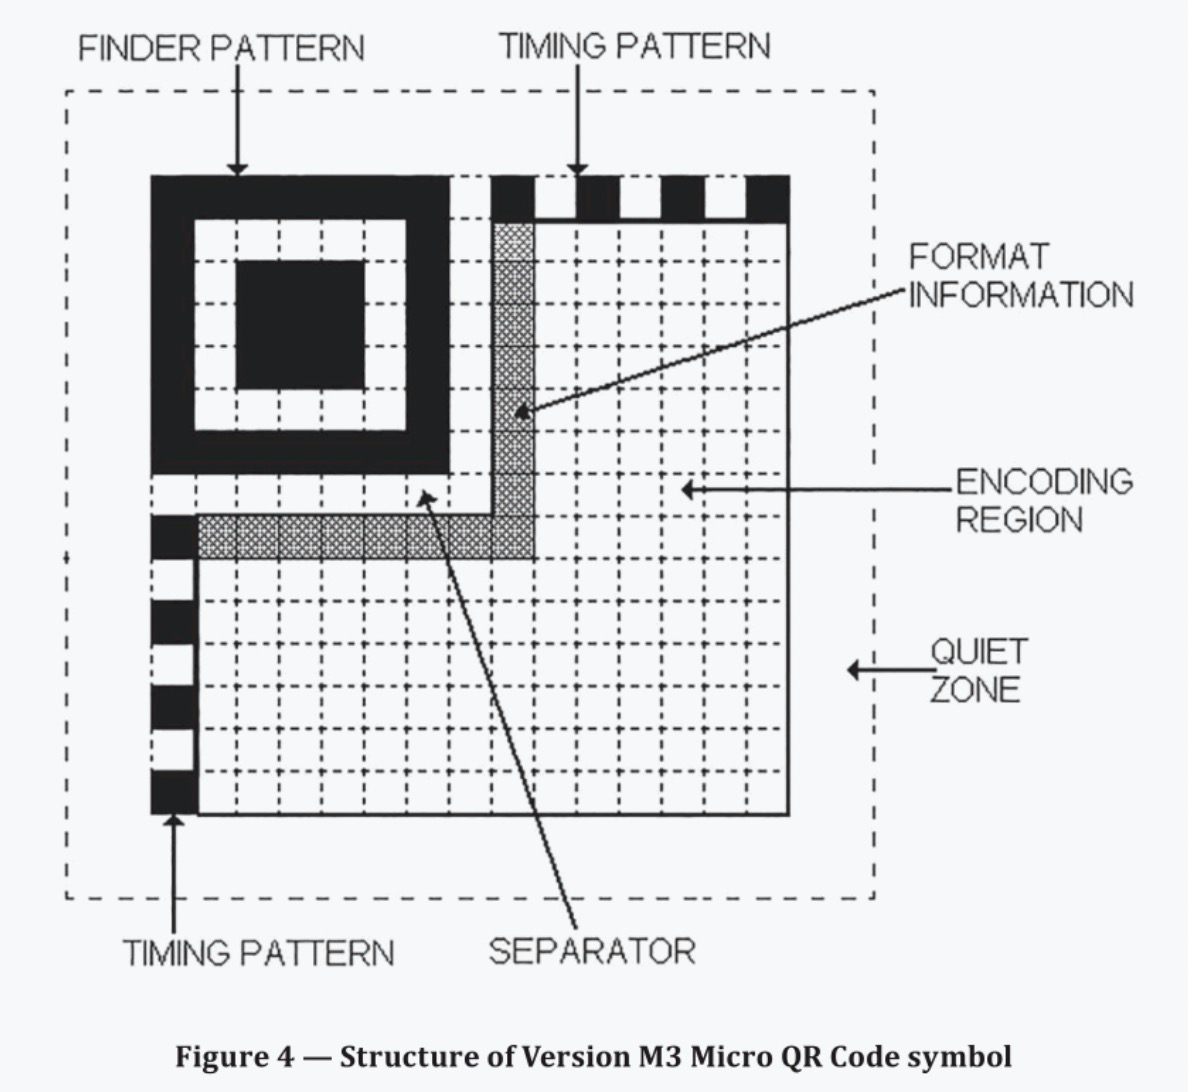 FINDER PATTERN
TIMING PATTERN
FORMAT
INFORMATION
ENCODING
REGION
QUIET
ZONE
TIMING PATTERN
SEPARATOR
Figure 4 — Structure of Version M3 Micro QR Code symbol